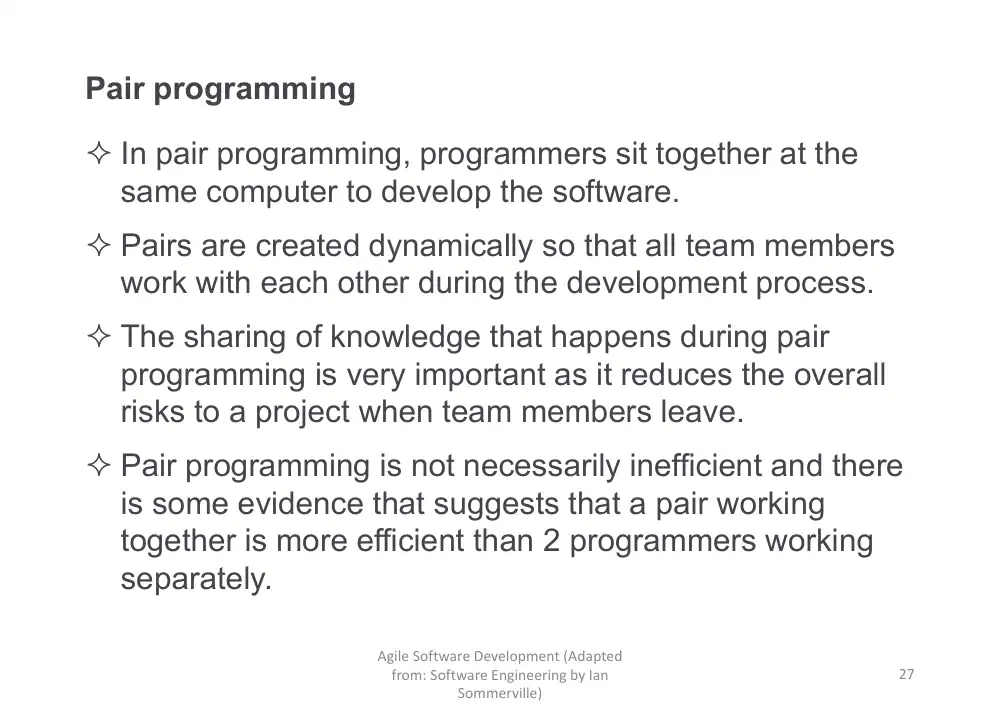 Pair programming
✧ In pair programming, programmers sit together at the
same computer to develop the software.
✧ Pairs are created dynamically so that all team members
work with each other during the development process.
✧ The sharing of knowledge that happens during pair
programming is very important as it reduces the overall
risks to a project when team members leave.
✧ Pair programming is not necessarily inefficient and there
is some evidence that suggests that a pair working
together is more efficient than 2 programmers working
separately.
Agile Software Development (Adapted
from: Software Engineering by Ian
Sommerville)
27